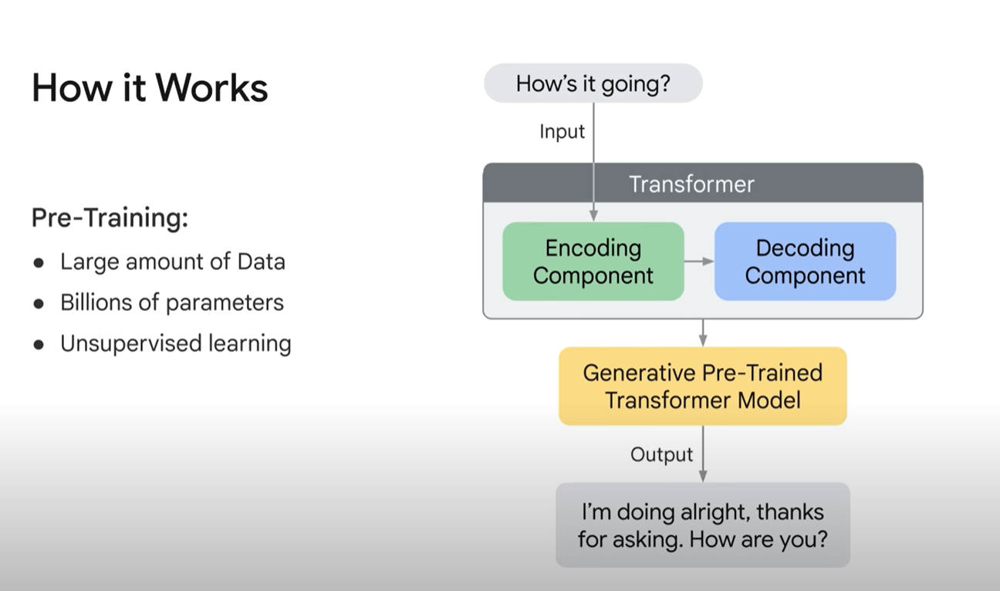 How it Works
Pre-Training:
● Large amount of Data
● Billions of parameters
● Unsupervised learning
How's it going?
Input
Transformer
Encoding
Component
Decoding
Component
Generative Pre-Trained
Transformer Model
Output
I'm doing alright, thanks
for asking. How are you?